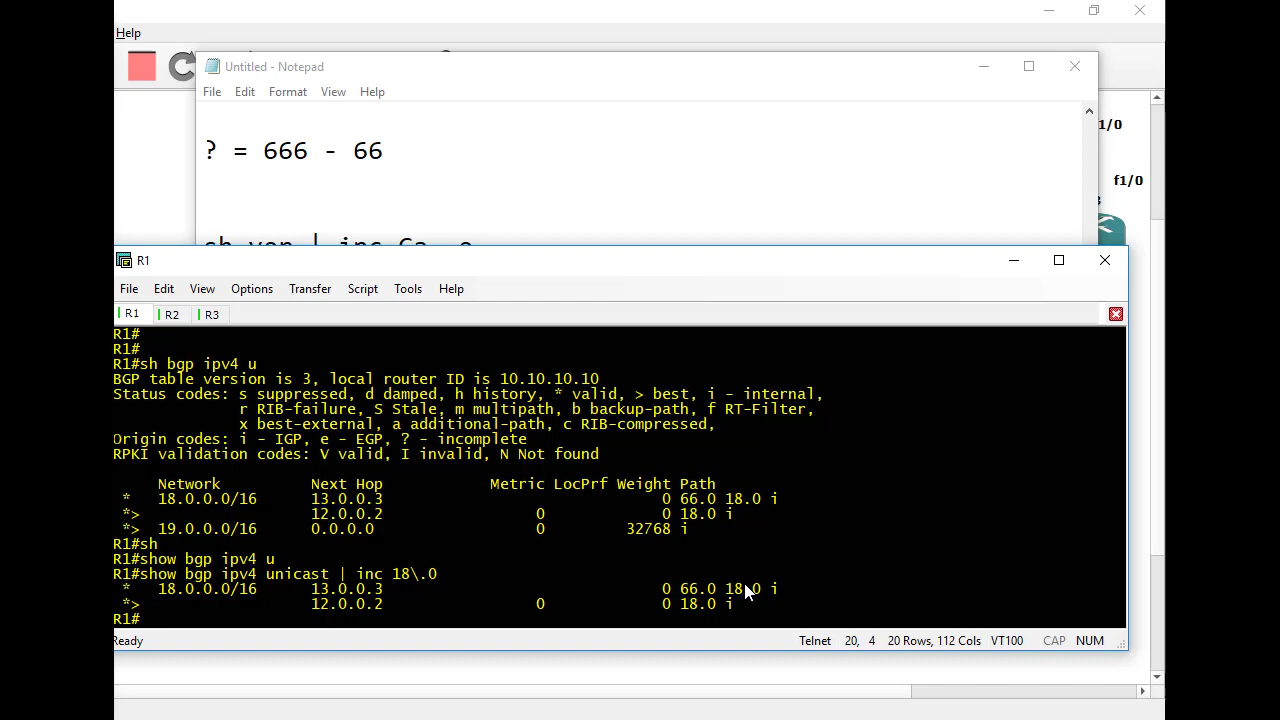 Help
Untitled - Notepad
File Edit Format View Help
1/0
? = 666 - 66
f1/0
3
R1
File Edit View Options Transfer Script Tools Help
R1 R2 R3
R1#
R1#
R1#sh bgp ipv4 u
BGP table version is 3, local router ID is 10.10.10.10
Status codes: s suppressed, d damped, h history, * valid, > best, i - internal,
r RIB-failure, S Stale, m multipath, b backup-path, f RT-Filter,
x best-external, a additional-path, c RIB-compressed,
Origin codes: i - IGP, e - EGP, ? - incomplete
RPKI validation codes: V valid, I invalid, N Not found
Network Next Hop Metric LocPrf Weight Path
* 18.0.0.0/16 13.0.0.3 0 66.0 18.0 i
*> 12.0.0.2 0 0 18.0 i
*> 19.0.0.0/16 0.0.0.0 0 32768 i
R1#sh
R1#show bgp ipv4 u
R1#show bgp ipv4 unicast | inc 18\.0
* 18.0.0.0/16 13.0.0.3 0 66.0 18.0 i
*> 12.0.0.2 0 0 18.0 i
R1#
Ready Telnet 20, 4 20 Rows, 112 Cols VT100 CAP NUM